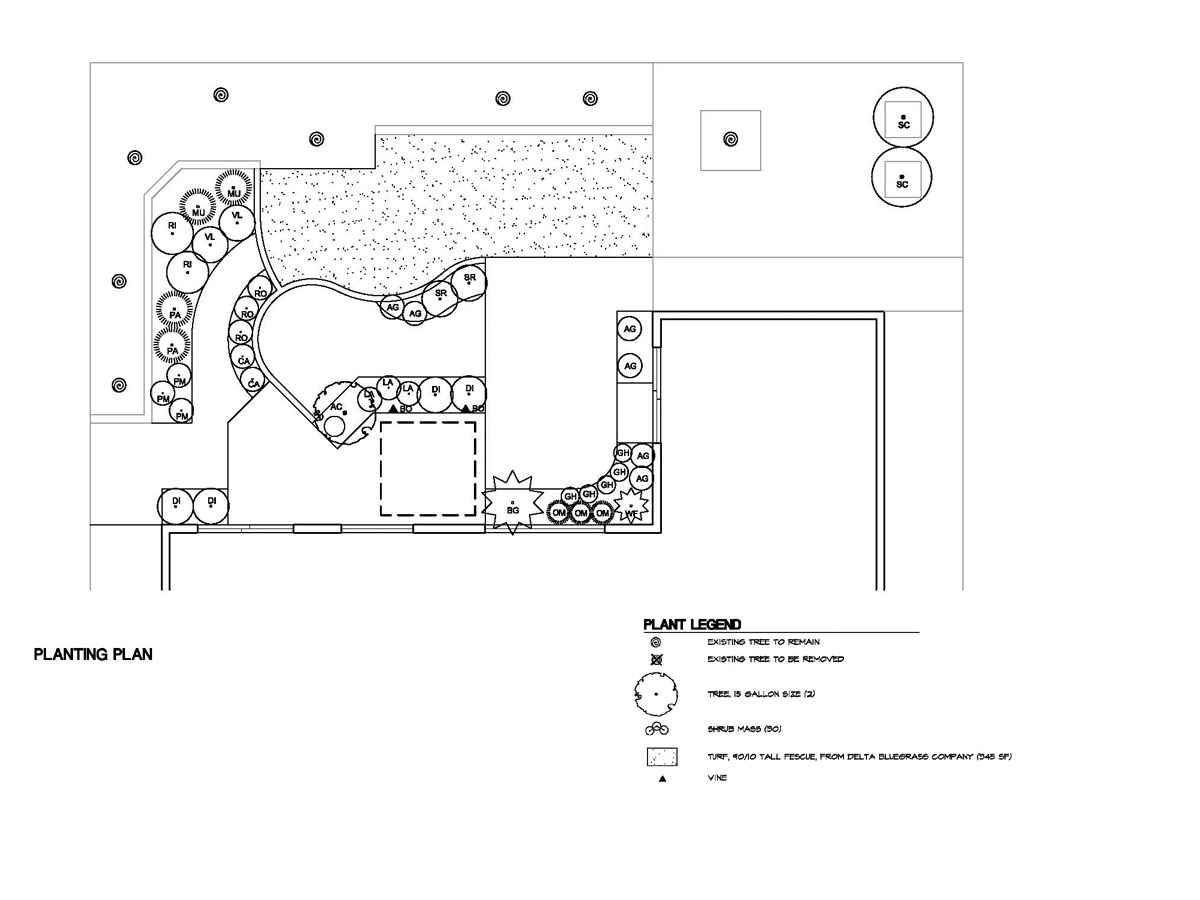 SC
SC
MU
MU
VL
RI
VL
RI
RO
SR
SR
RO
AG
AG
PA
AG
RO
PA
CA
AG
PM
CA
LA
LA
LA
DI
DI
PM
AC
BO
BO
PM
GH
AG
GH
AG
GH
GH
GH
DI
DI
BG
OM
OM
OM
WF
PLANT LEGEND
EXISTING TREE TO REMAIN
PLANTING PLAN
EXISTING TREE TO BE REMOVED
TREE, 15 GALLON SIZE (2)
SHRUB MASS (50)
TURF, 90/10 TALL FESCUE, FROM DELTA BLUEGRASS COMPANY (545 SF)
VINE